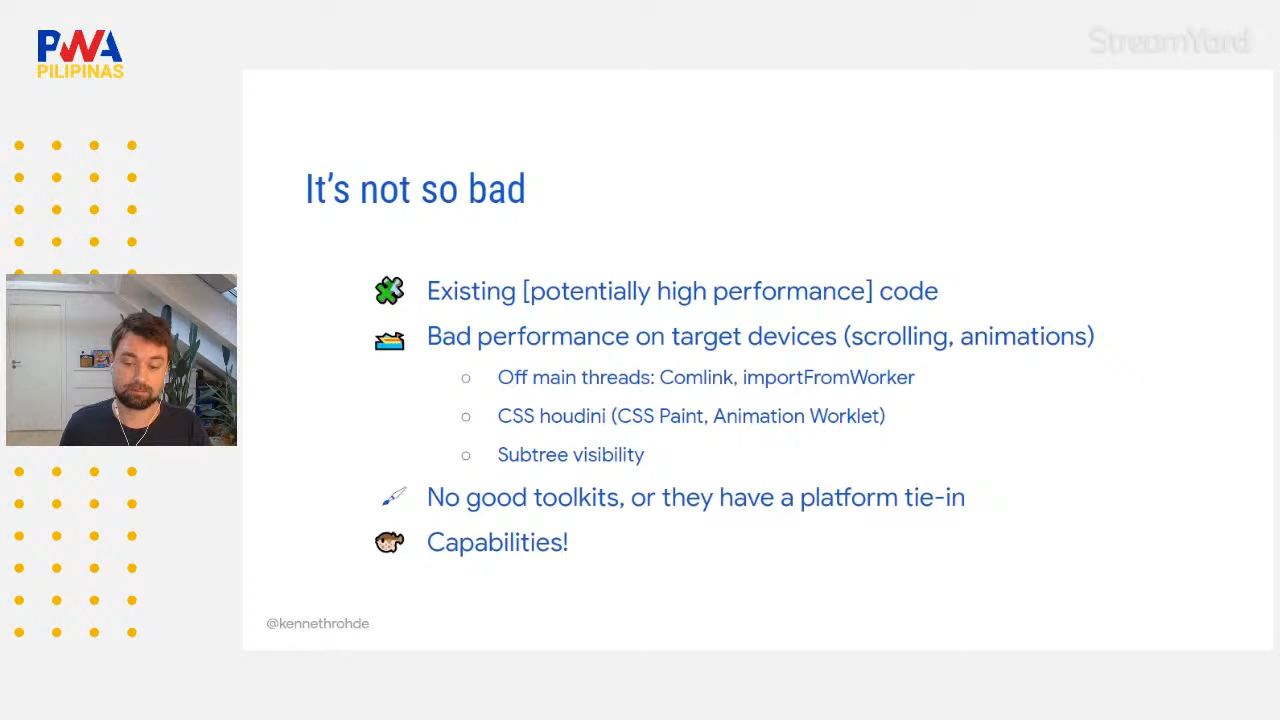 PWA
PILIPINAS
StreamYard
It’s not so bad
Existing [potentially high performance] code
Bad performance on target devices (scrolling, animations)
Off main threads: Comlink, importFromWorker
CSS houdini (CSS Paint, Animation Worklet)
Subtree visibility
No good toolkits, or they have a platform tie-in
Capabilities!
@kennethrohde